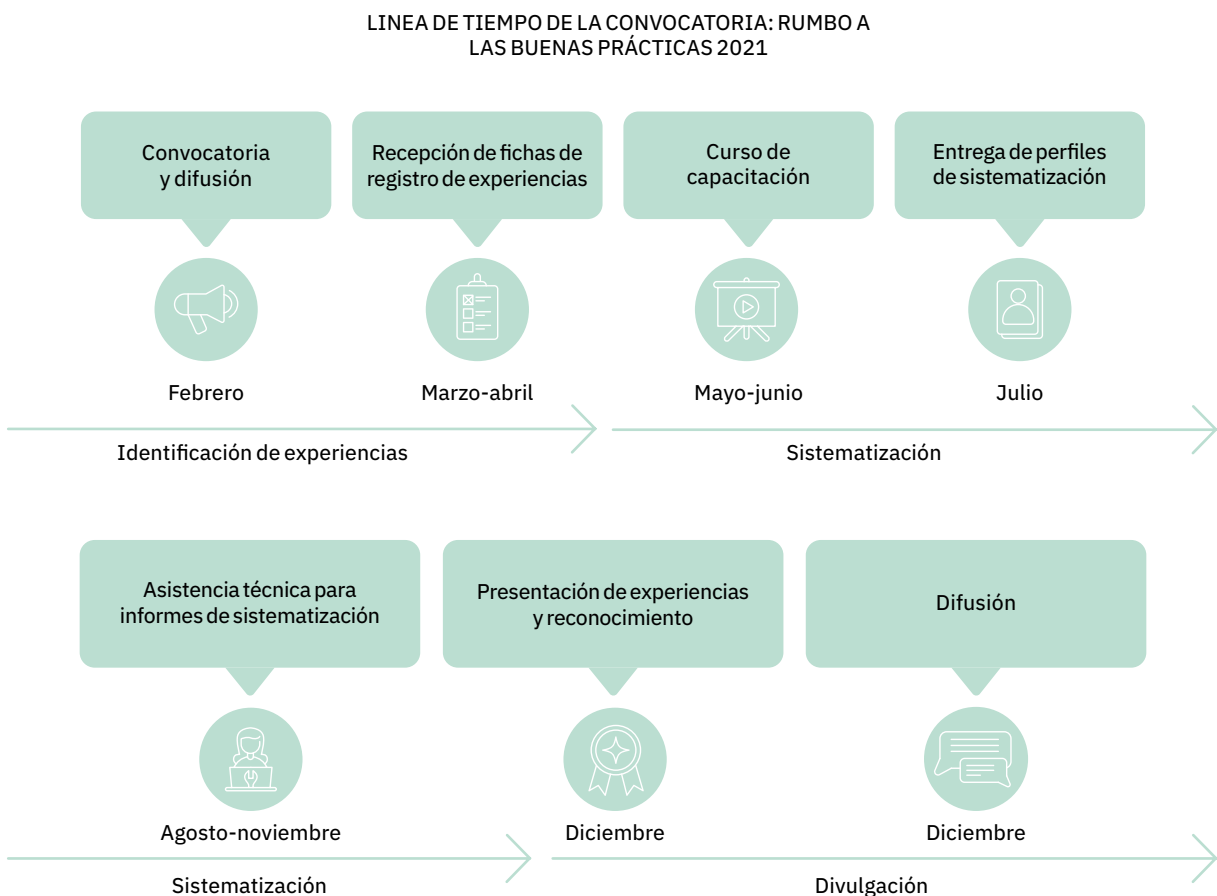 LINEA DE TIEMPO DE LA CONVOCATORIA: RUMBO A
LAS BUENAS PRÁCTICAS 2021
Convocatoria
y difusión
Recepción de fichas de
registro de experiencias
Curso de
capacitación
Entrega de perfiles
de sistematización
Febrero
Marzo-abril
Mayo-junio
Julio
Identificación de experiencias
Sistematización
Asistencia técnica para
informes de sistematización
Presentación de experiencias
y reconocimiento
Difusión
Agosto-noviembre
Diciembre
Diciembre
Sistematización
Divulgación